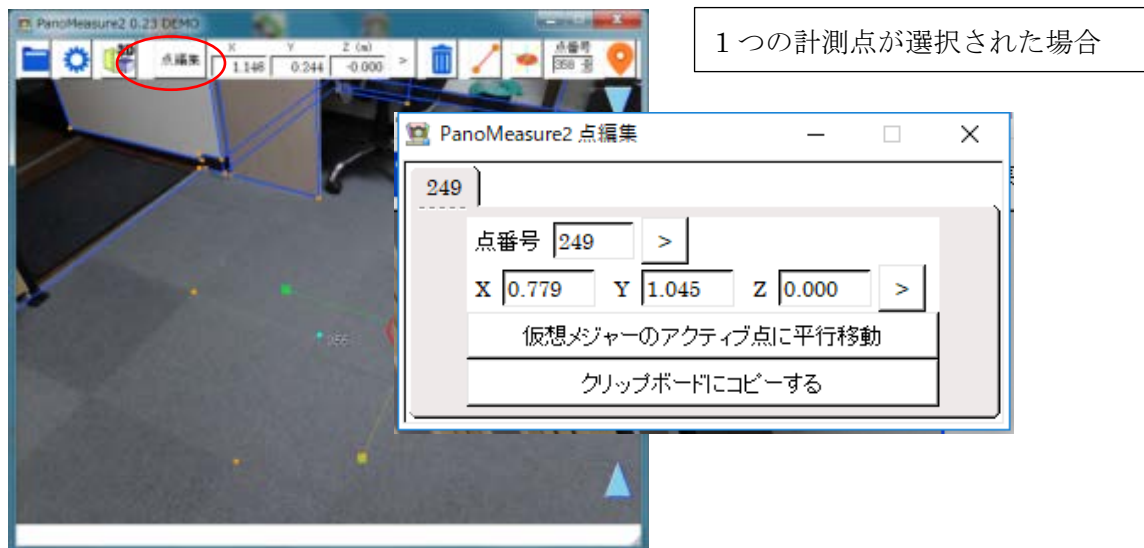 PanoMeasure2 0.23 DEMO
点編集
X Y Z (m)
1.146 0.244 -0.000 >
点番号
358
１つの計測点が選択された場合
PanoMeasure2 点編集
249
点番号 249 >
X 0.779 Y 1.045 Z 0.000 >
仮想メジャーのアクティブ点に平行移動
クリップボードにコピーする